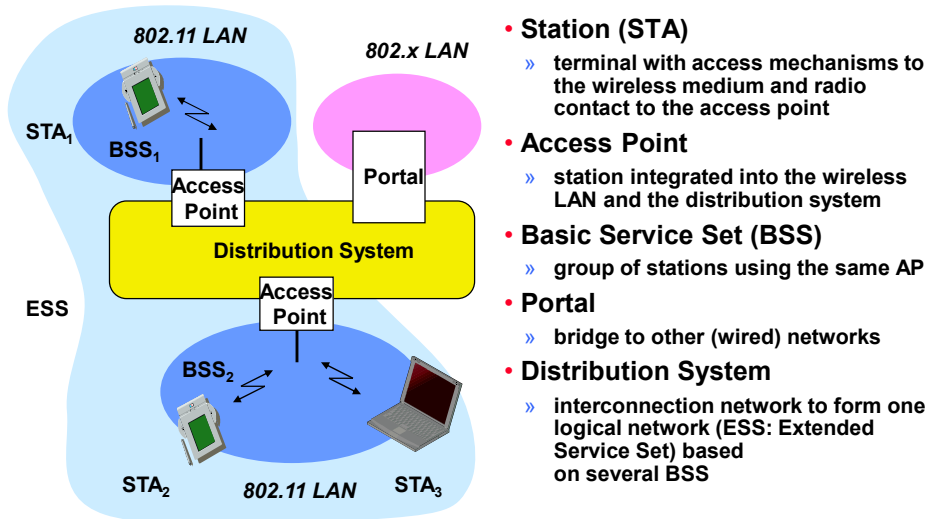 802.11 LAN
802.x LAN
STA₁
BSS₁
Access
Point
Portal
Distribution System
Access
Point
ESS
BSS₂
STA₂
802.11 LAN
STA₃
• Station (STA)
» terminal with access mechanisms to
the wireless medium and radio
contact to the access point
• Access Point
» station integrated into the wireless
LAN and the distribution system
• Basic Service Set (BSS)
» group of stations using the same AP
• Portal
» bridge to other (wired) networks
• Distribution System
» interconnection network to form one
logical network (ESS: Extended
Service Set) based
on several BSS